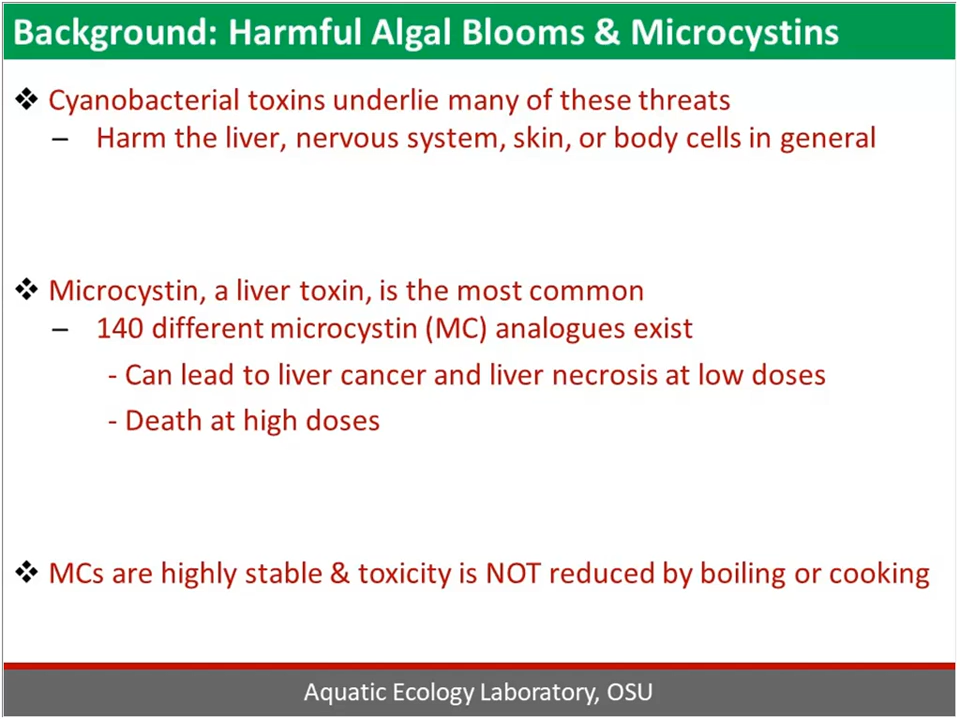 Background: Harmful Algal Blooms & Microcystins
❖ Cyanobacterial toxins underlie many of these threats
– Harm the liver, nervous system, skin, or body cells in general
❖ Microcystin, a liver toxin, is the most common
– 140 different microcystin (MC) analogues exist
- Can lead to liver cancer and liver necrosis at low doses
- Death at high doses
❖ MCs are highly stable & toxicity is NOT reduced by boiling or cooking
Aquatic Ecology Laboratory, OSU